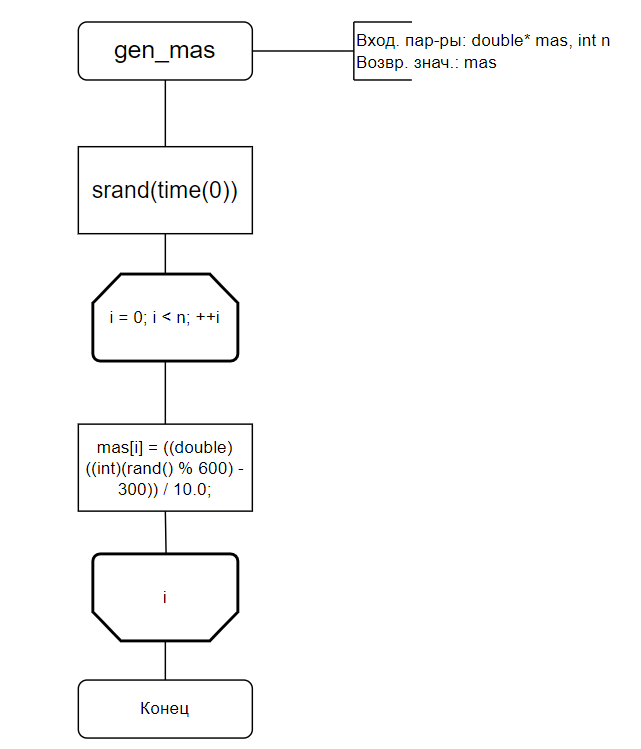 gen_mas
Вход. пар-ры: double* mas, int n
Возвр. знач.: mas
srand(time(0))
i = 0; i < n; ++i
mas[i] = ((double)
((int)(rand() % 600) -
300)) / 10.0;
i
Конец